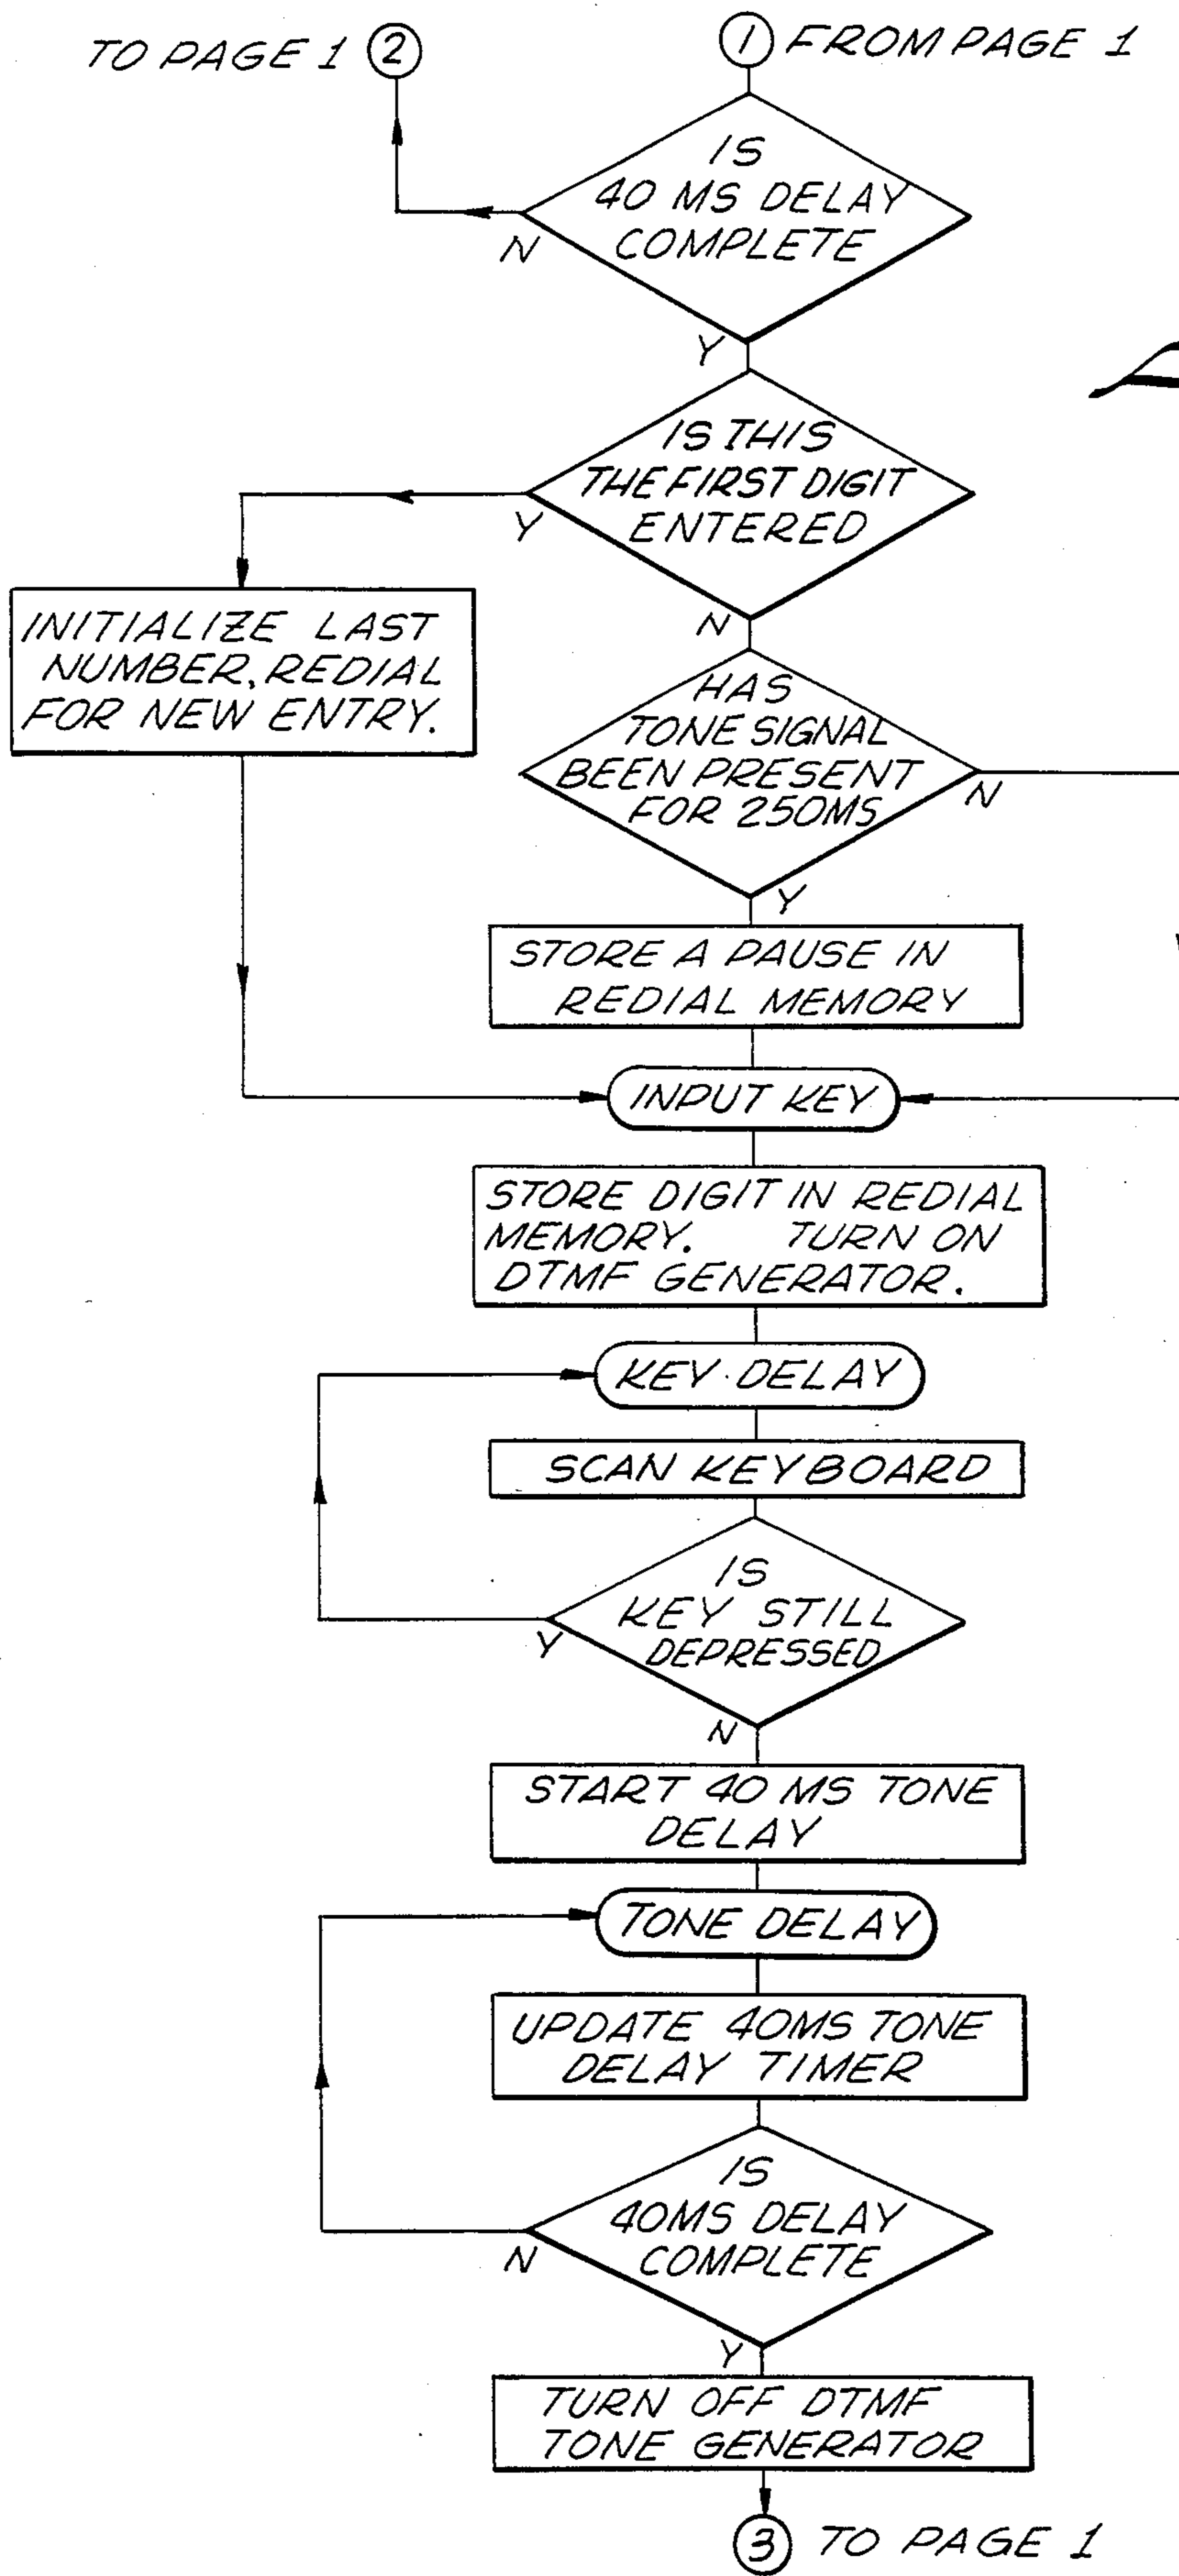 TO PAGE 1 2
1 FROM PAGE 1
IS
40 MS DELAY
COMPLETE
N
Y
IS THIS
THE FIRST DIGIT
ENTERED
Y
N
INITIALIZE LAST
NUMBER, REDIAL
FOR NEW ENTRY.
HAS
TONE SIGNAL
BEEN PRESENT
FOR 250MS
N
Y
STORE A PAUSE IN
REDIAL MEMORY
INPUT KEY
STORE DIGIT IN REDIAL
MEMORY. TURN ON
DTMF GENERATOR.
KEY DELAY
SCAN KEYBOARD
IS
KEY STILL
DEPRESSED
Y
N
START 40 MS TONE
DELAY
TONE DELAY
UPDATE 40MS TONE
DELAY TIMER
IS
40MS DELAY
COMPLETE
N
Y
TURN OFF DTMF
TONE GENERATOR
3 TO PAGE 1